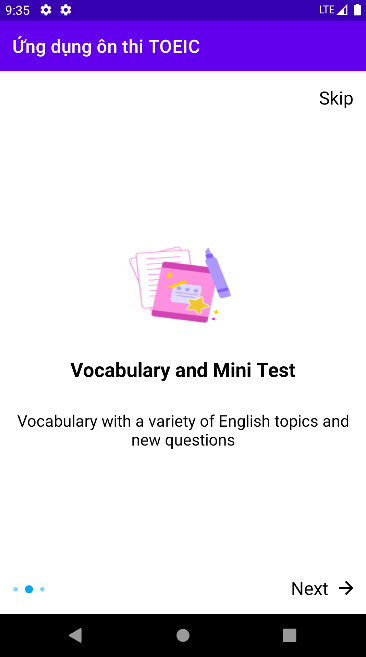 9:35
LTE
Ứng dụng ôn thi TOEIC
Skip
Vocabulary and Mini Test
Vocabulary with a variety of English topics and
new questions
Next